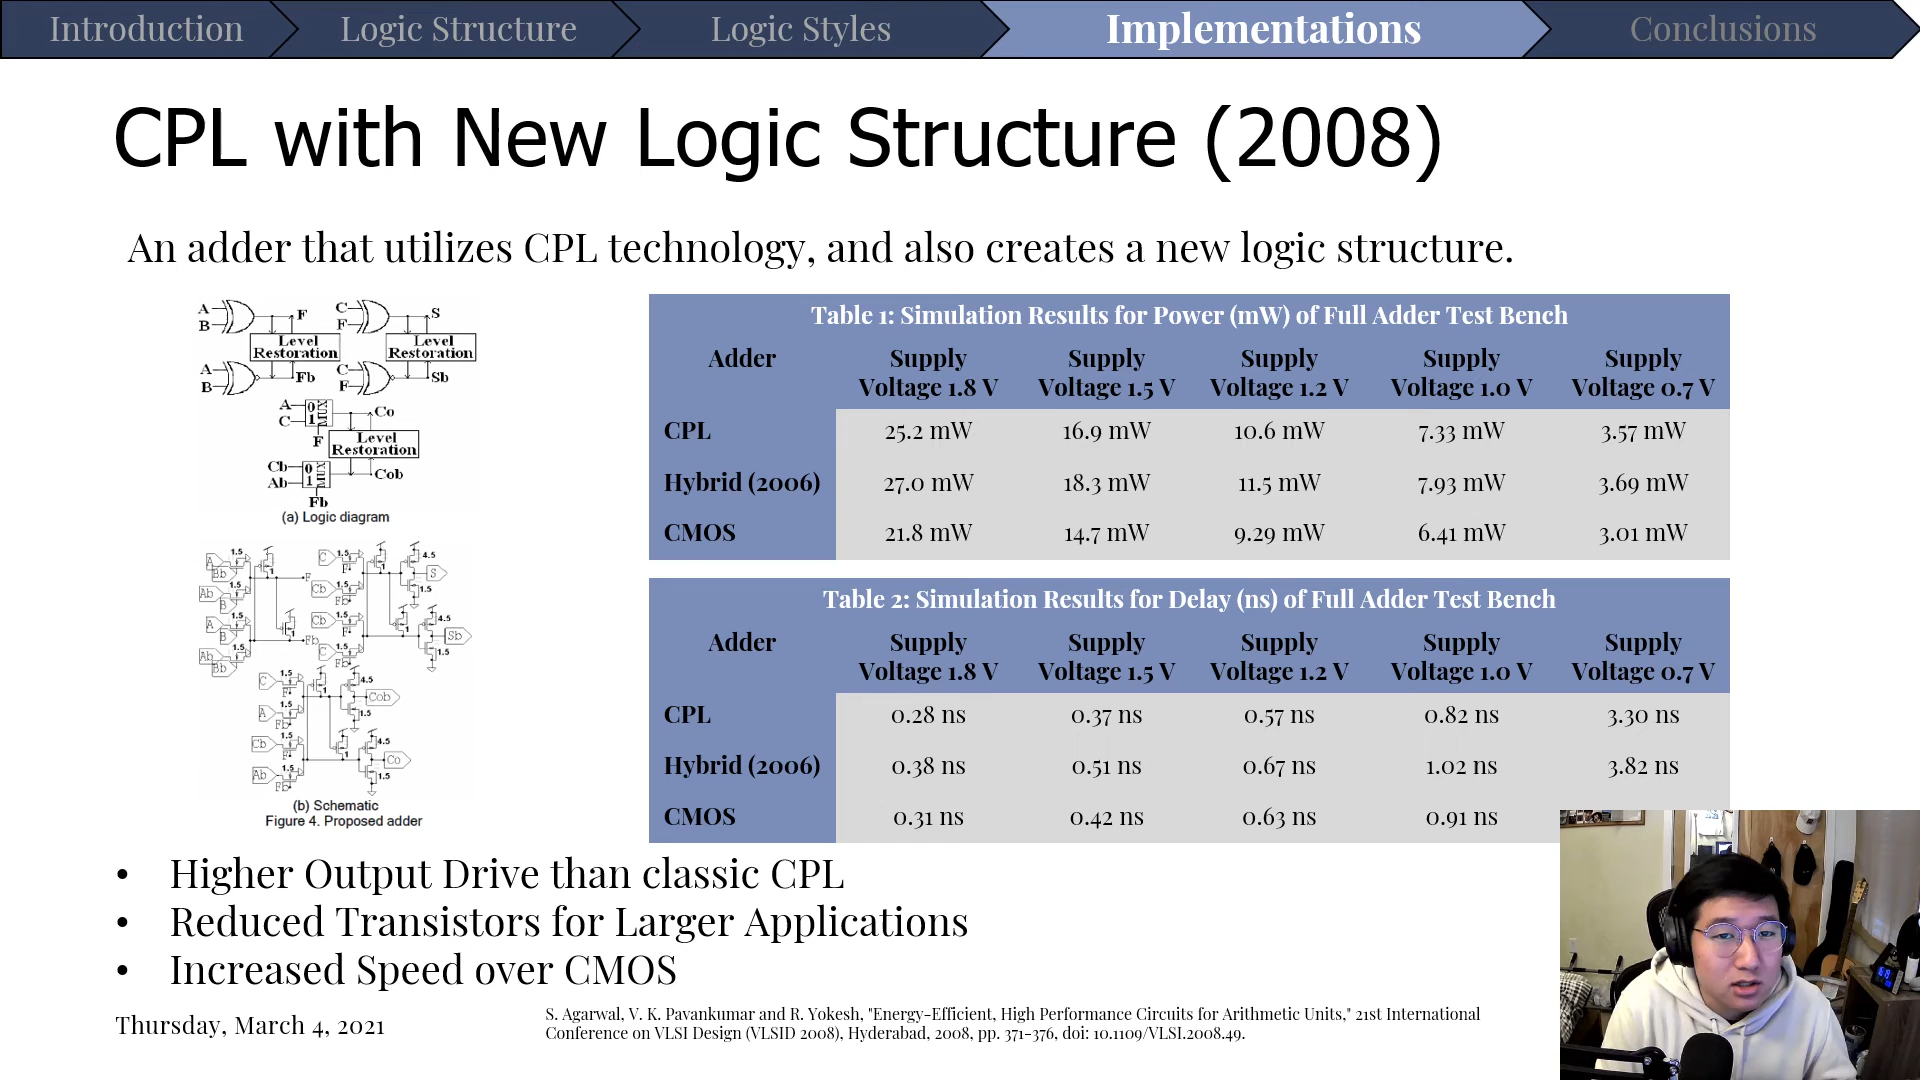 Introduction
Logic Structure
Logic Styles
Implementations
Conclusions
CPL with New Logic Structure (2008)
An adder that utilizes CPL technology, and also creates a new logic structure.
A
B
F
C
F
S
Level
Restoration
Level
Restoration
A
B
Fb
C
F
Sb
A
C
0
1
MUX
Co
F
Level
Restoration
Cb
Ab
0
1
MUX
Cob
Fb
(a) Logic diagram
(b) Schematic
Figure 4. Proposed adder
Table 1: Simulation Results for Power (mW) of Full Adder Test Bench
Adder Supply Voltage 1.8 V Supply Voltage 1.5 V Supply Voltage 1.2 V Supply Voltage 1.0 V Supply Voltage 0.7 V
CPL 25.2 mW 16.9 mW 10.6 mW 7.33 mW 3.57 mW
Hybrid (2006) 27.0 mW 18.3 mW 11.5 mW 7.93 mW 3.69 mW
CMOS 21.8 mW 14.7 mW 9.29 mW 6.41 mW 3.01 mW
Table 2: Simulation Results for Delay (ns) of Full Adder Test Bench
Adder Supply Voltage 1.8 V Supply Voltage 1.5 V Supply Voltage 1.2 V Supply Voltage 1.0 V Supply Voltage 0.7 V
CPL 0.28 ns 0.37 ns 0.57 ns 0.82 ns 3.30 ns
Hybrid (2006) 0.38 ns 0.51 ns 0.67 ns 1.02 ns 3.82 ns
CMOS 0.31 ns 0.42 ns 0.63 ns 0.91 ns
• Higher Output Drive than classic CPL
• Reduced Transistors for Larger Applications
• Increased Speed over CMOS
Thursday, March 4, 2021
S. Agarwal, V. K. Pavankumar and R. Yokesh, "Energy-Efficient, High Performance Circuits for Arithmetic Units," 21st International
Conference on VLSI Design (VLSID 2008), Hyderabad, 2008, pp. 371-376, doi: 10.1109/VLSI.2008.49.